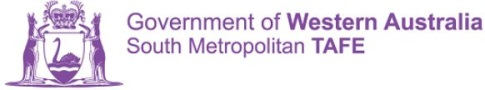 Government of Western Australia
South Metropolitan TAFE